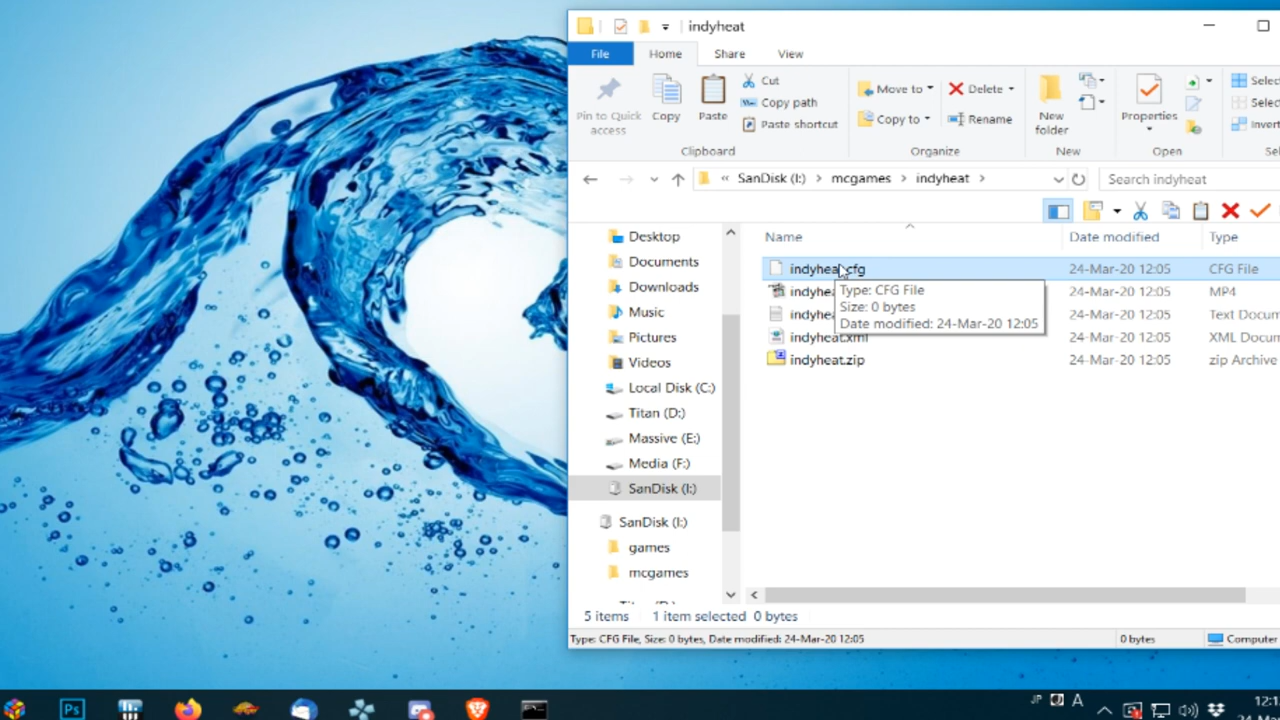 indyheat
File Home Share View
Pin to Quick access
Copy
Paste
Cut
Copy path
Paste shortcut
Move to
Copy to
Delete
Rename
New folder
Properties
Clipboard Organize New Open
« SanDisk (I:) > mcgames > indyheat >
Search indyheat
Name Date modified Type
indyheat.cfg 24-Mar-20 12:05 CFG File
24-Mar-20 12:05 MP4
24-Mar-20 12:05 Text
indyheat.xml 24-Mar-20 12:05 XML
indyheat.zip 24-Mar-20 12:05 zip Archive
Type: CFG File
Size: 0 bytes
Date modified: 24-Mar-20 12:05
Desktop
Documents
Downloads
Music
Pictures
Videos
Local Disk (C:)
Titan (D:)
Massive (E:)
Media (F:)
SanDisk (I:)
SanDisk (I:)
games
mcgames
5 items 1 item selected 0 bytes
Type: CFG File, Size: 0 bytes, Date modified: 24-Mar-20 12:05
0 bytes
Computer
Ps
JP A